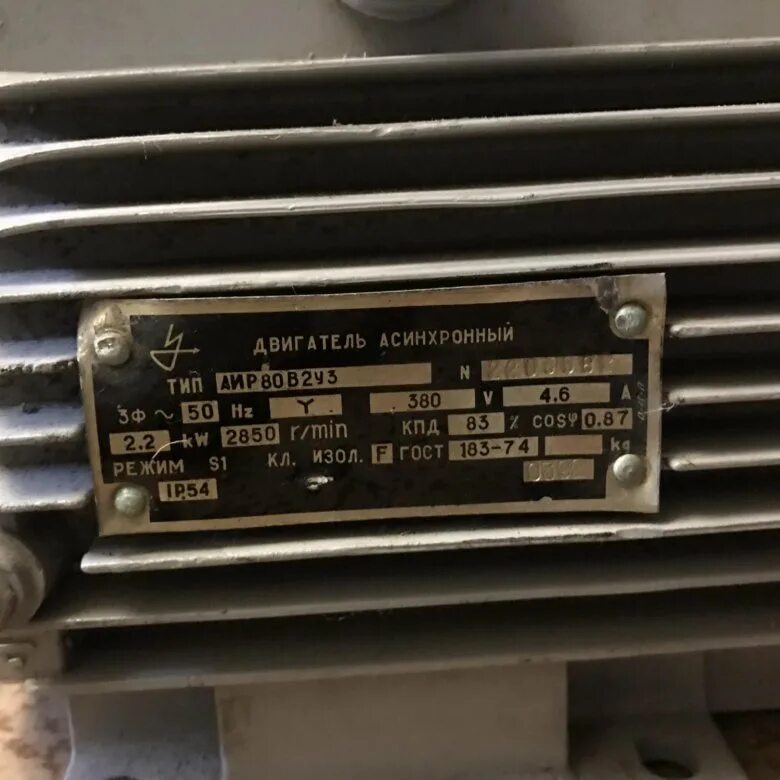 ДВИГАТЕЛЬ АСИНХРОННЫЙ
ТИП АИР80В2У3 N
3Ф ~ 50 Hz Y 380 V 4.6 A
2.2 kW 2850 r/min КПД 83 % COSφ 0.87
РЕЖИМ S1 КЛ. ИЗОЛ. F ГОСТ 183-74 kg
IP54